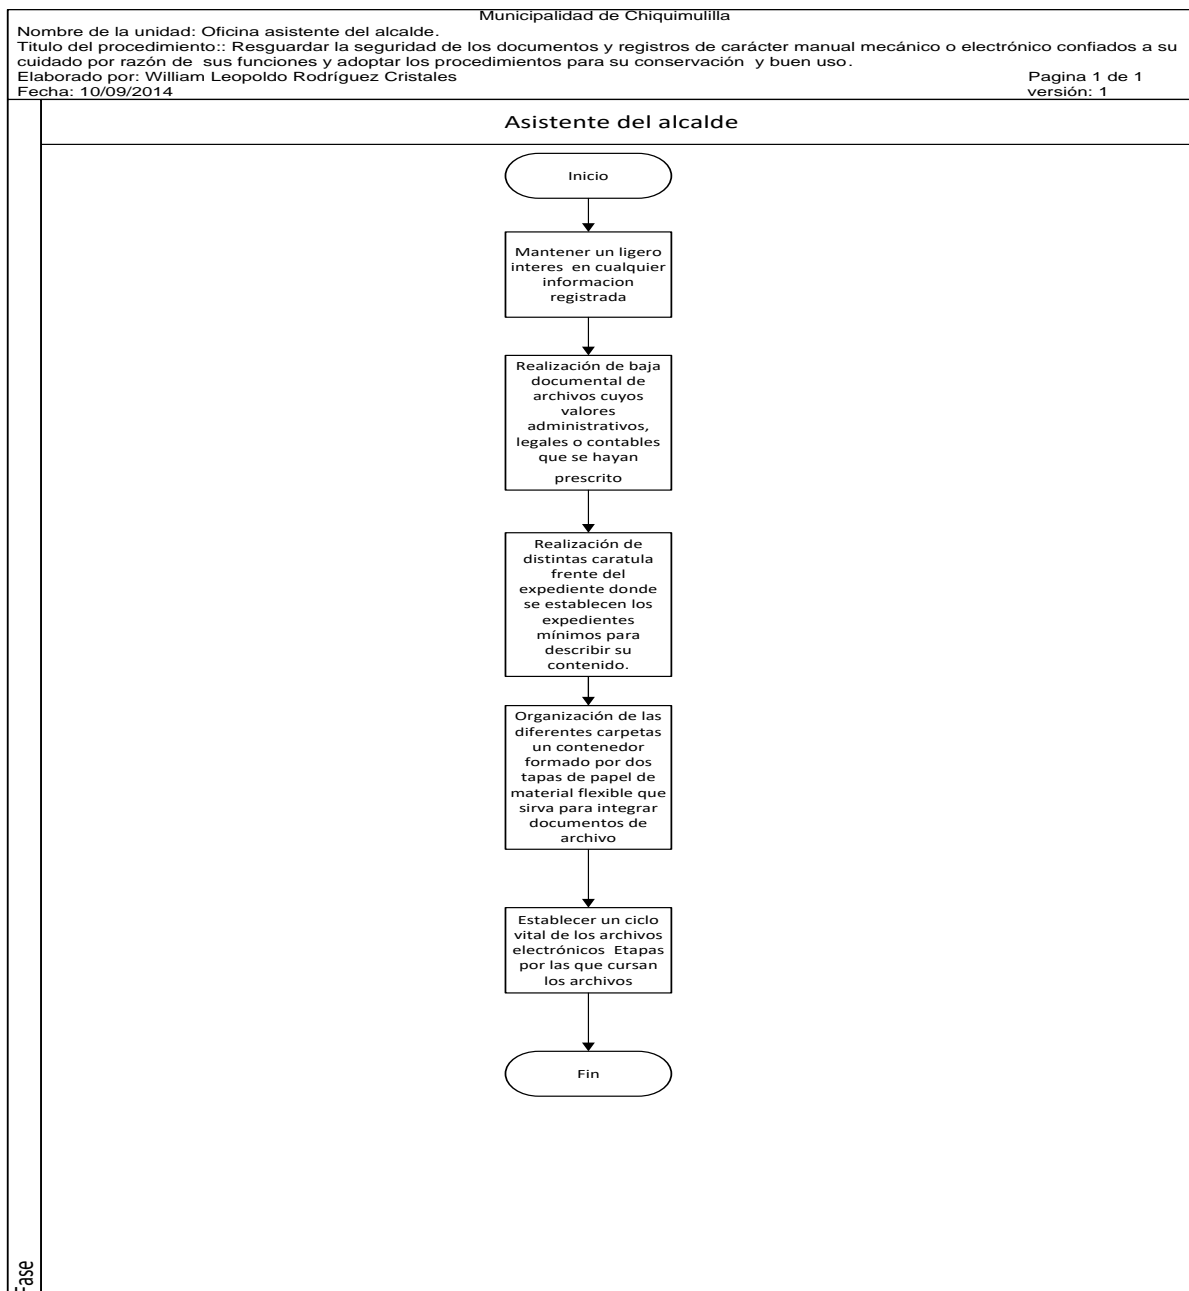 Municipalidad de Chiquimulilla
Nombre de la unidad: Oficina asistente del alcalde.
Titulo del procedimiento:: Resguardar la seguridad de los documentos y registros de carácter manual mecánico o electrónico confiados a su
cuidado por razón de  sus funciones y adoptar los procedimientos para su conservación  y buen uso.
Elaborado por: William Leopoldo Rodríguez Cristales
Pagina 1 de 1
Fecha: 10/09/2014
versión: 1
Asistente del alcalde
Inicio
Mantener un ligero
interes  en cualquier
informacion
registrada
Realización de baja
documental de
archivos cuyos
valores
administrativos,
legales o contables
que se hayan
prescrito
Realización de
distintas caratula
frente del
expediente donde
se establecen los
expedientes
mínimos para
describir su
contenido.
Organización de las
diferentes carpetas
un contenedor
formado por dos
tapas de papel de
material flexible que
sirva para integrar
documentos de
archivo
Establecer un ciclo
vital de los archivos
electrónicos  Etapas
por las que cursan
los archivos
Fin
Fase